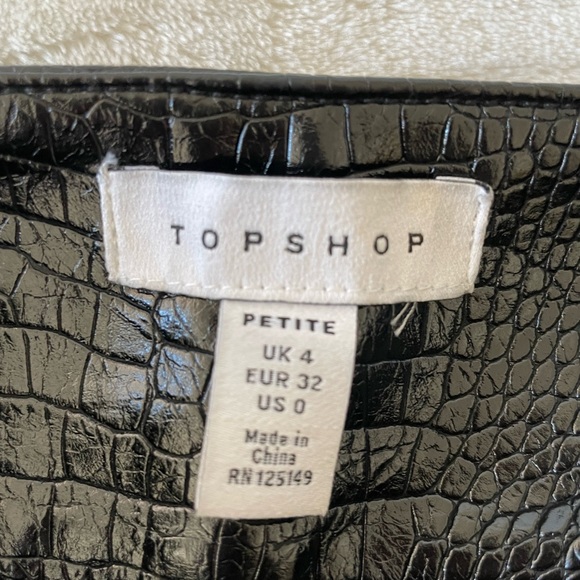 TOPSHOP
PETITE
UK 4
EUR 32
US 0
Made in
China
RN 125149